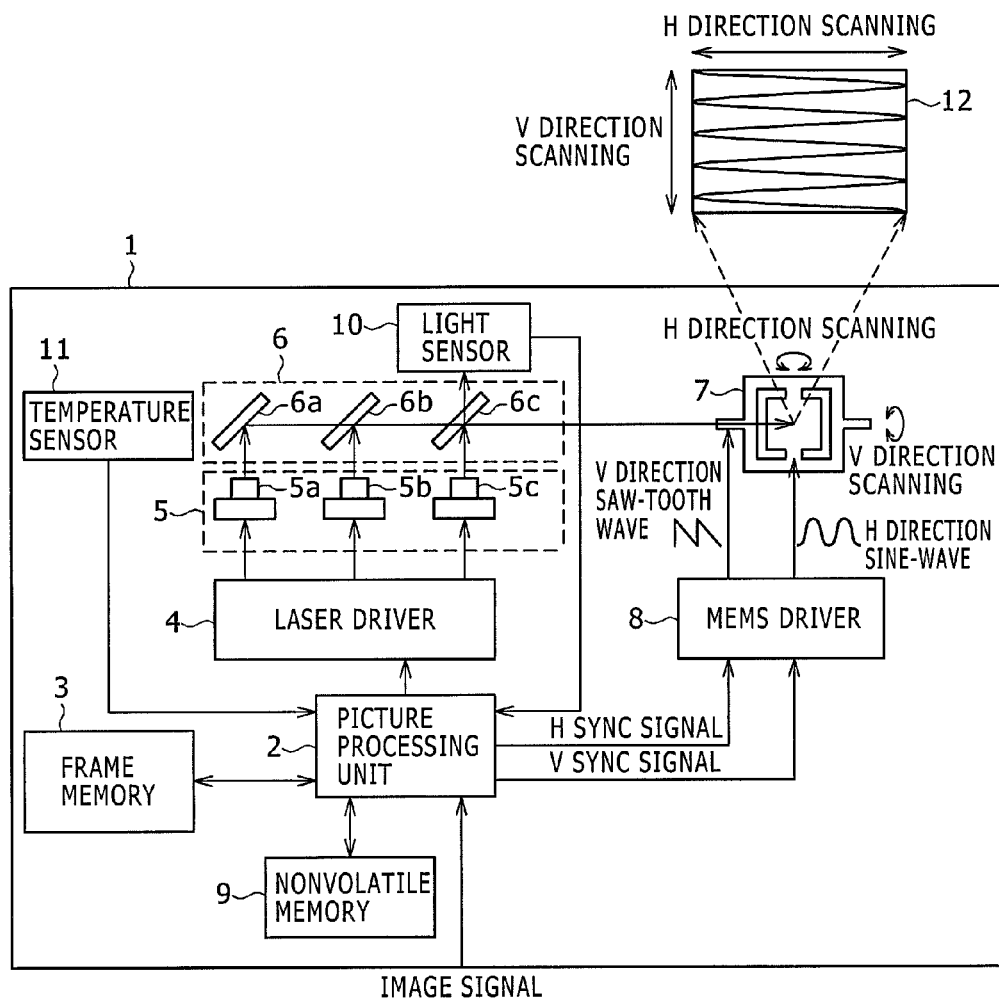 H DIRECTION SCANNING
12
V DIRECTION
SCANNING
1
10
LIGHT
SENSOR
H DIRECTION SCANNING
11
6
7
TEMPERATURE
SENSOR
6a
6b
6c
V DIRECTION
SCANNING
5
5a
5b
5c
V DIRECTION
SAW-TOOTH
WAVE
H DIRECTION
SINE-WAVE
4
LASER DRIVER
8
MEMS DRIVER
3
FRAME
MEMORY
2
PICTURE
PROCESSING
UNIT
H SYNC SIGNAL
V SYNC SIGNAL
9
NONVOLATILE
MEMORY
IMAGE SIGNAL